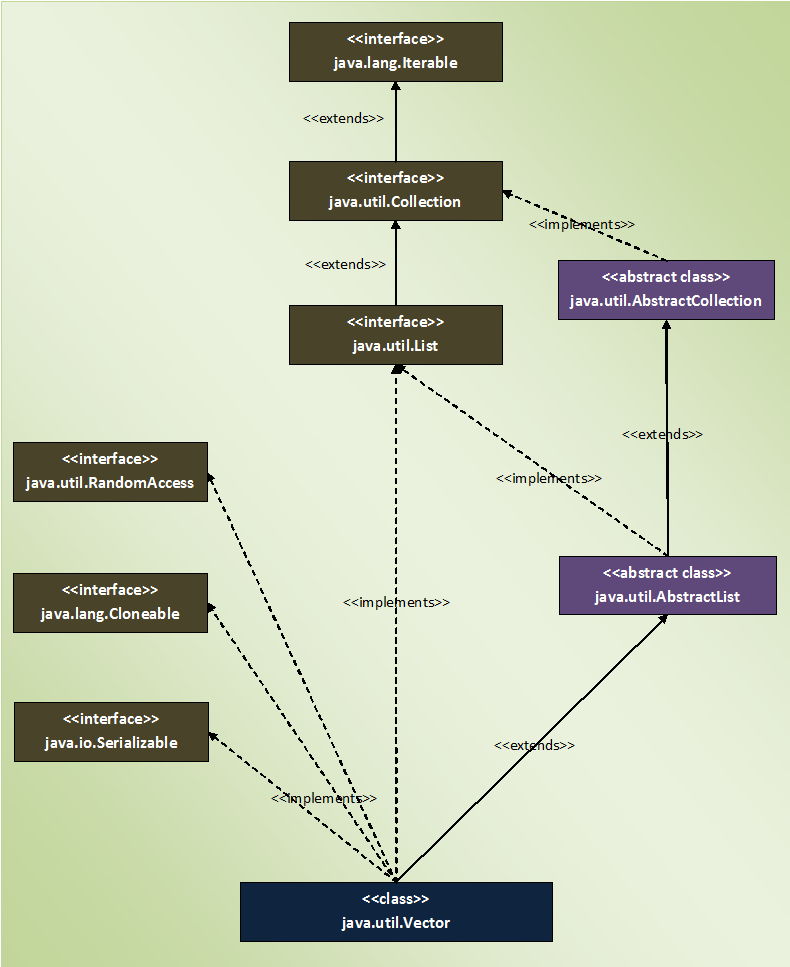 <<interface>>
java.lang.Iterable
<<extends>>
<<interface>>
java.util.Collection
<<implements>>
<<extends>>
<<abstract class>>
java.util.AbstractCollection
<<interface>>
java.util.List
<<extends>>
<<interface>>
java.util.RandomAccess
<<implements>>
<<abstract class>>
java.util.AbstractList
<<interface>>
java.lang.Cloneable
<<implements>>
<<interface>>
java.io.Serializable
<<extends>>
<<implements>>
<<class>>
java.util.Vector